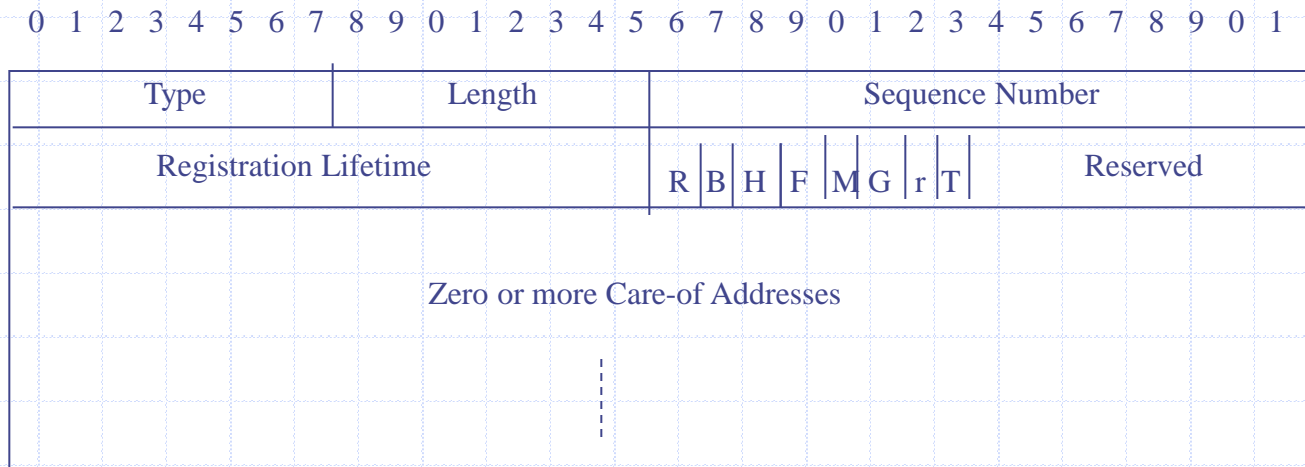 0 1 2 3 4 5 6 7 8 9 0 1 2 3 4 5 6 7 8 9 0 1 2 3 4 5 6 7 8 9 0 1
Type Length Sequence Number
Registration Lifetime R B H F M G r T Reserved
Zero or more Care-of Addresses